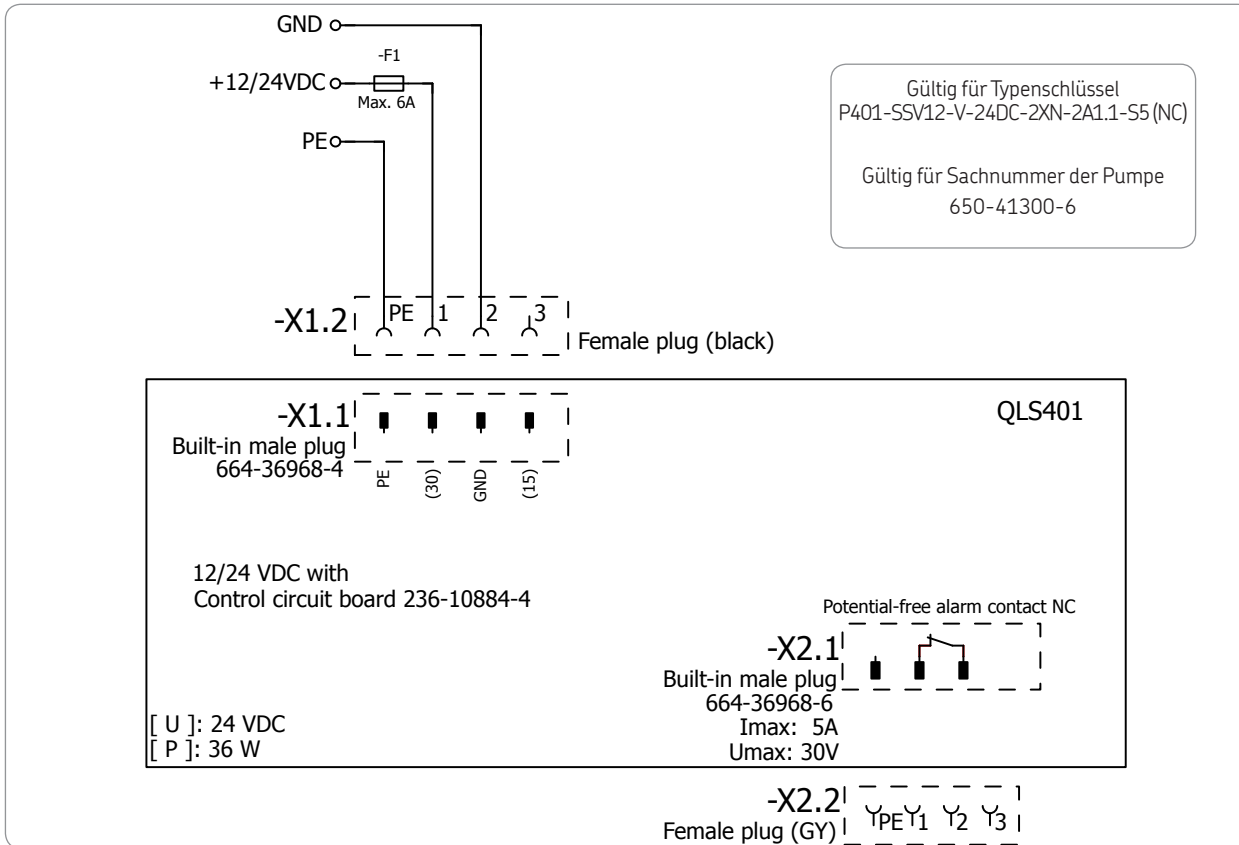 GND
-F1
+12/24VDC
Max. 6A
PE
Gültig für Typenschlüssel
P401-SSV12-V-24DC-2XN-2A1.1-S5(NC)
Gültig für Sachnummer der Pumpe
650-41300-6
-X1.2
PE 1 2 3
Female plug (black)
QLS401
-X1.1
Built-in male plug
664-36968-4
PE (30) GND (15)
12/24 VDC with
Control circuit board 236-10884-4
Potential-free alarm contact NC
-X2.1
Built-in male plug
664-36968-6
Imax: 5A
Umax: 30V
[ U ]: 24 VDC
[ P ]: 36 W
-X2.2
PE 1 2 3
Female plug (GY)